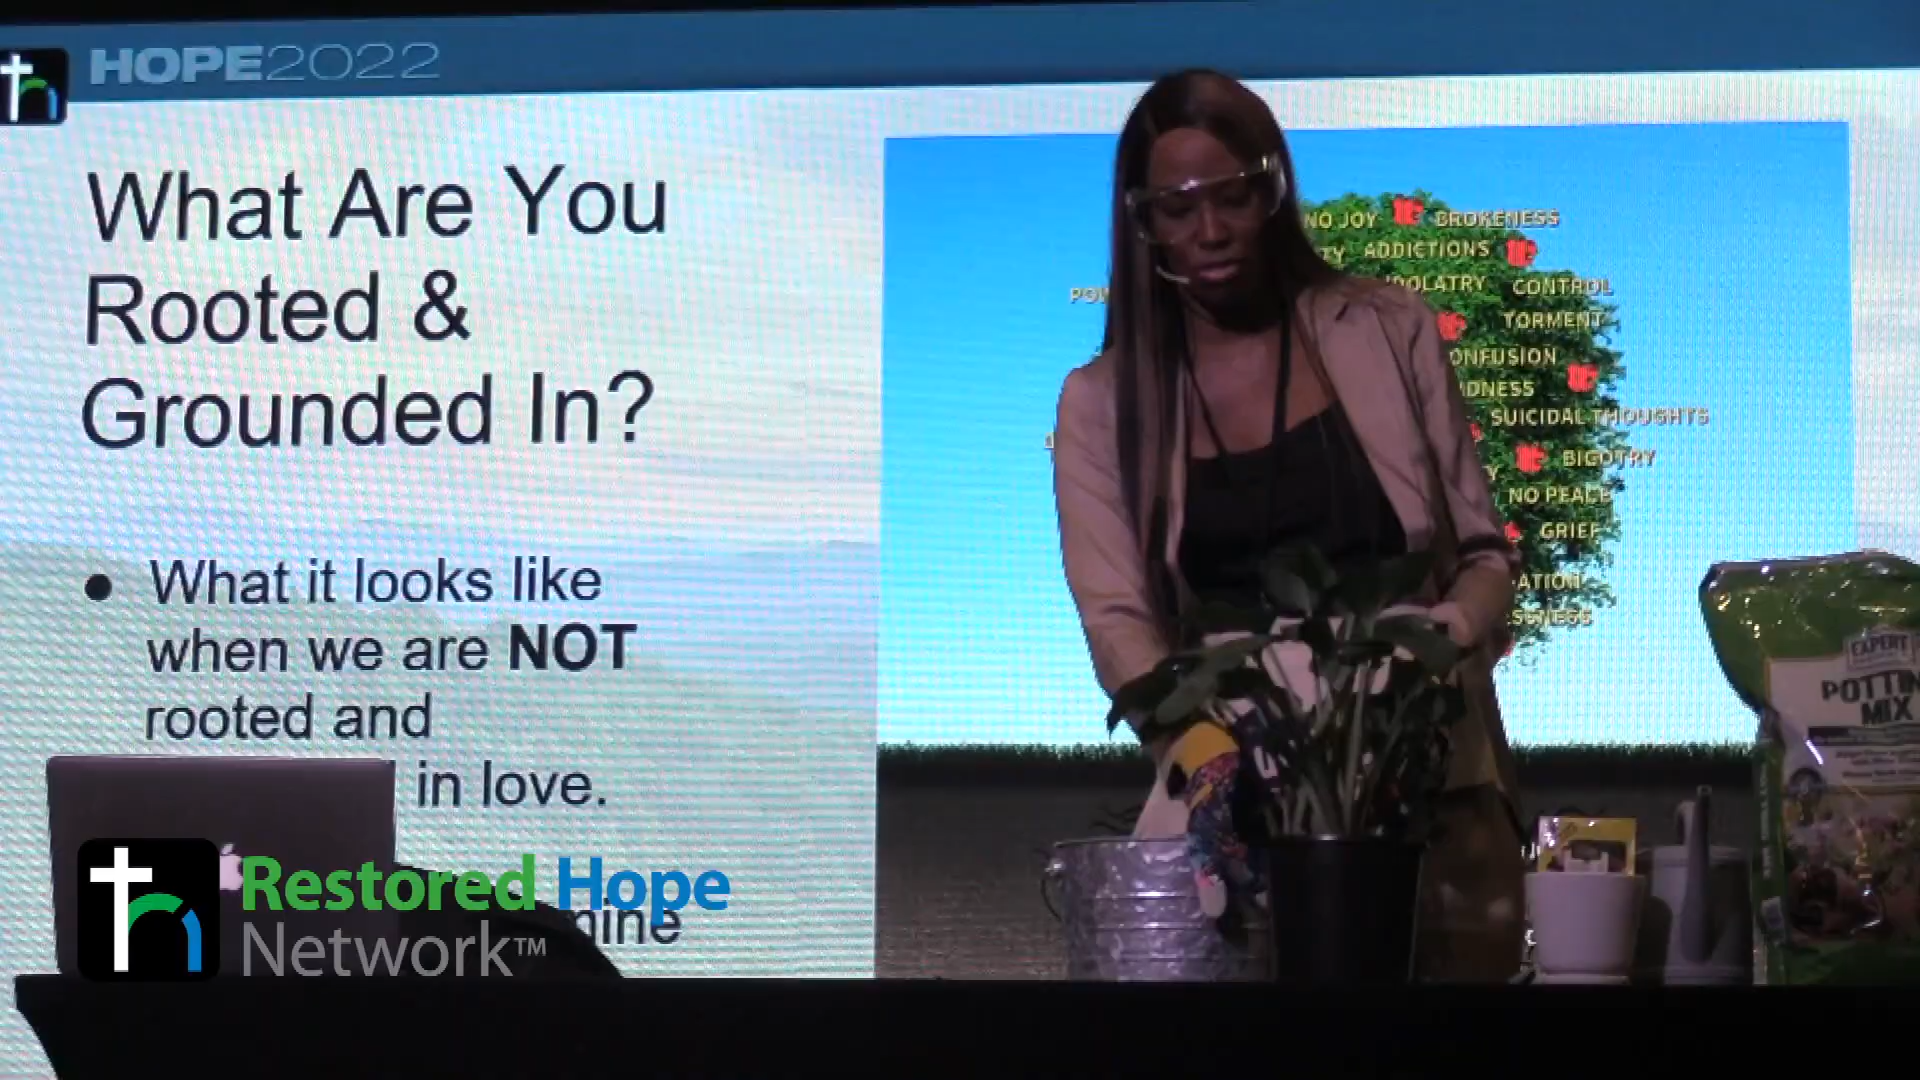 HOPE2022
What Are You
Rooted &
Grounded In?
• What it looks like
when we are NOT
rooted and
in love.
Restored Hope
Network™
NO JOY
BROKENESS
ADDICTIONS
CONTROL
TORMENT
SUICIDAL THOUGHTS
BIGOTRY
NO PEACE
GRIEF
EXPERT
MIX